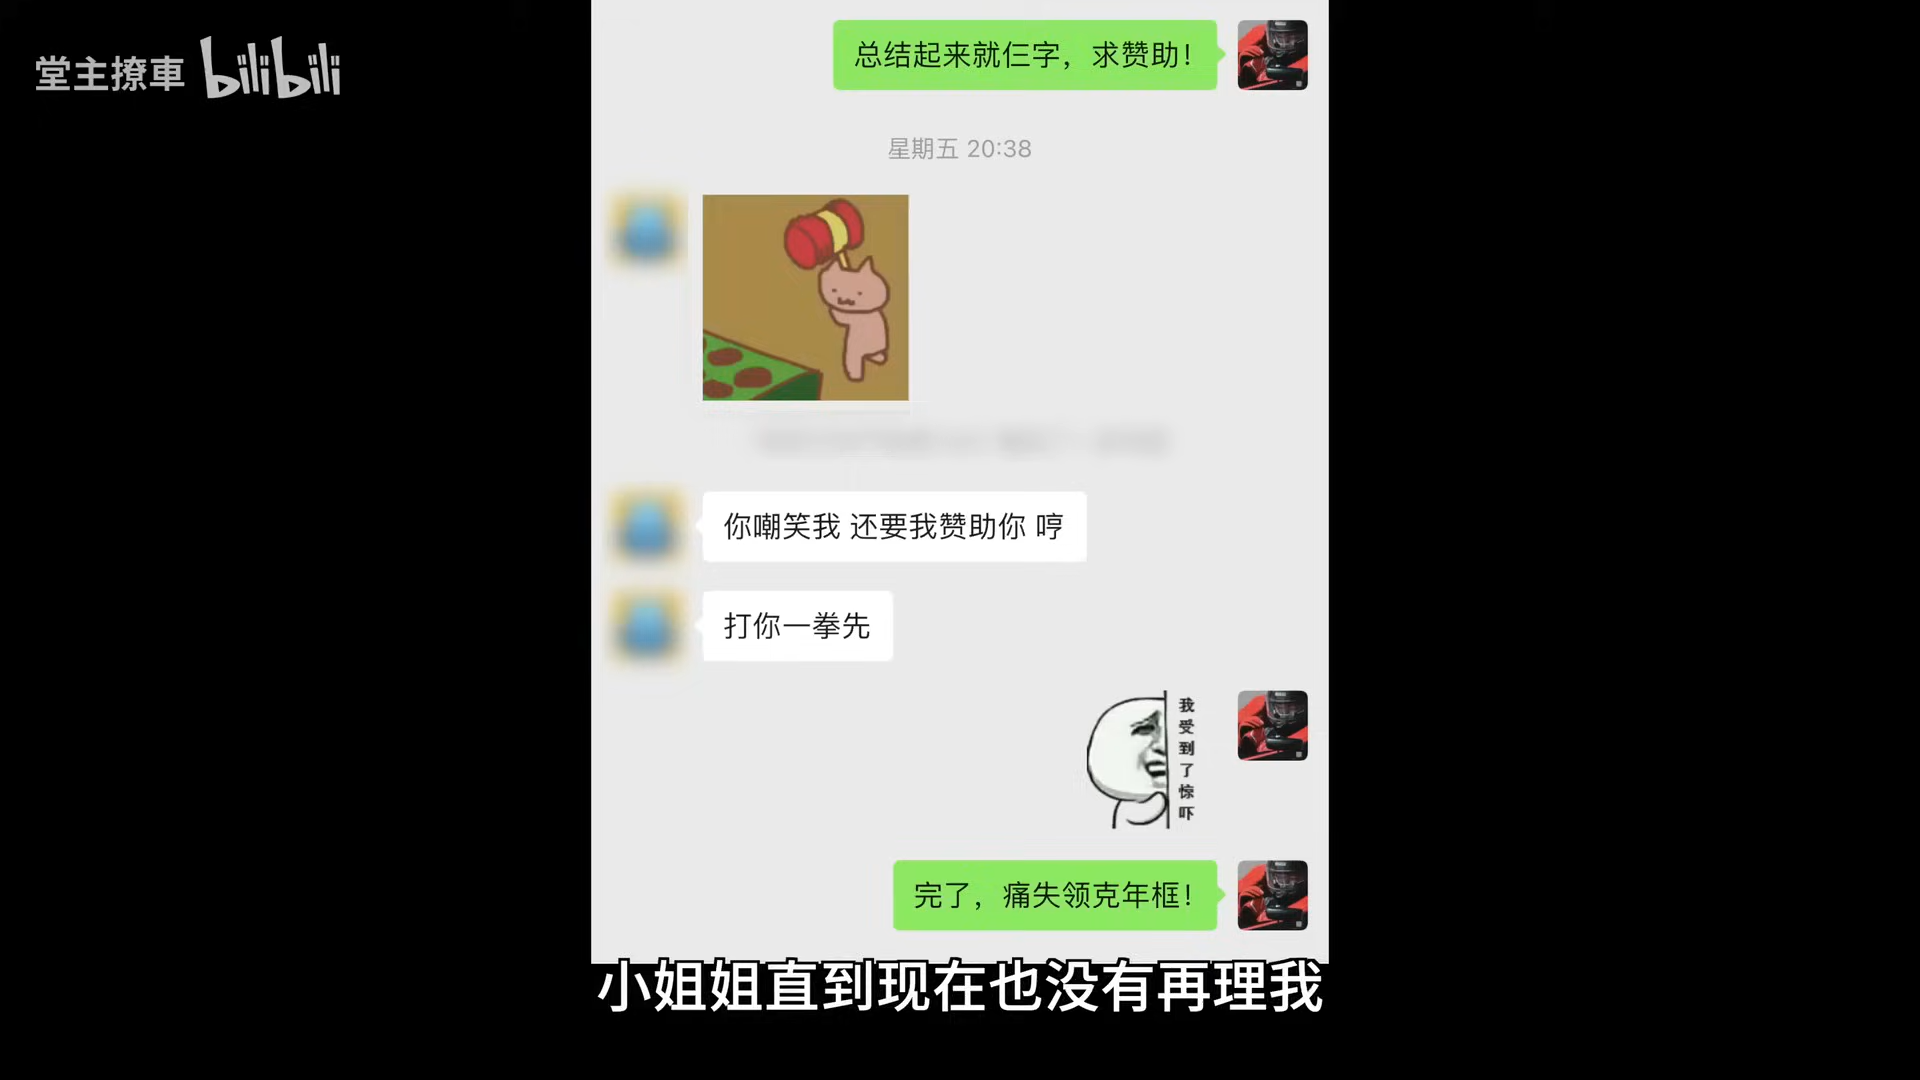 堂主撩車 bilibili
总结起来就仨字，求赞助！
星期五 20:38
你嘲笑我 还要我赞助你 哼
打你一拳先
我受到了惊吓
完了，痛失领克年框！
小姐姐直到现在也没有再理我